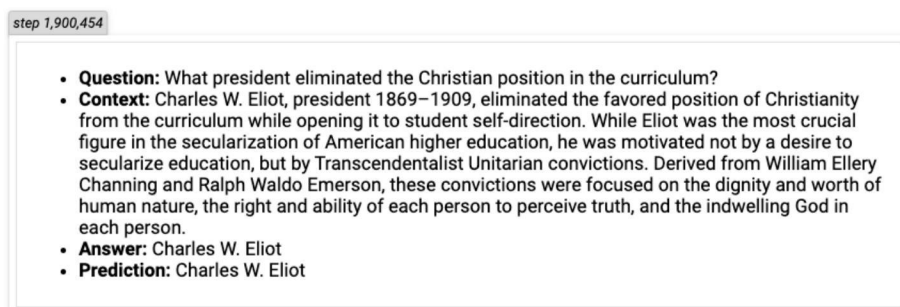 step 1,900,454
• Question: What president eliminated the Christian position in the curriculum?
• Context: Charles W. Eliot, president 1869–1909, eliminated the favored position of Christianity
from the curriculum while opening it to student self-direction. While Eliot was the most crucial
figure in the secularization of American higher education, he was motivated not by a desire to
secularize education, but by Transcendentalist Unitarian convictions. Derived from William Ellery
Channing and Ralph Waldo Emerson, these convictions were focused on the dignity and worth of
human nature, the right and ability of each person to perceive truth, and the indwelling God in
each person.
• Answer: Charles W. Eliot
• Prediction: Charles W. Eliot